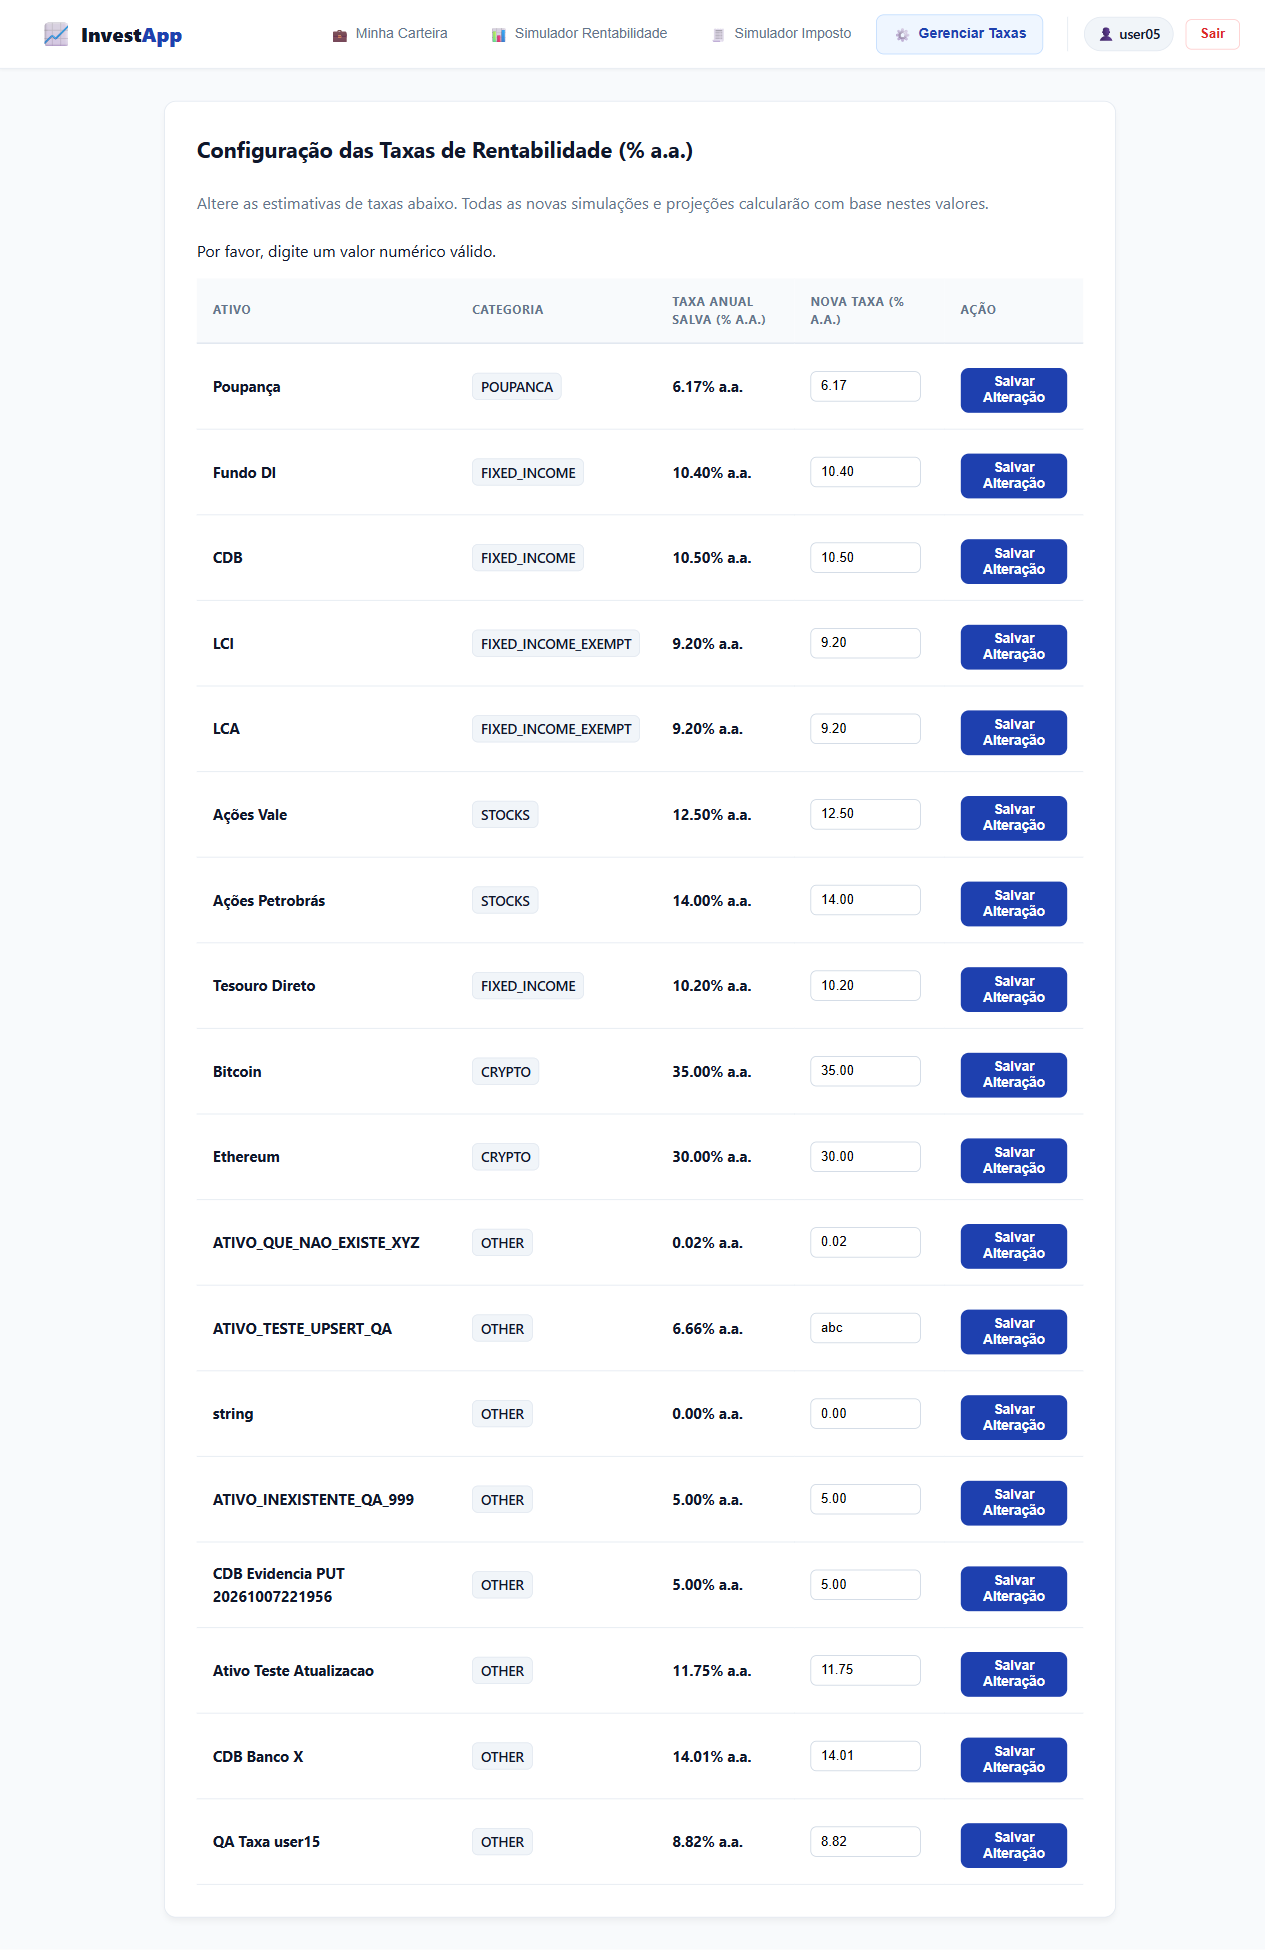 InvestApp
Minha Carteira
Simulador Rentabilidade
Simulador Imposto
Gerenciar Taxas
user05
Sair
Configuração das Taxas de Rentabilidade (% a.a.)
Altere as estimativas de taxas abaixo. Todas as novas simulações e projeções calcularão com base nestes valores.
Por favor, digite um valor numérico válido.
ATIVO CATEGORIA TAXA ANUAL SALVA (% A.A.) NOVA TAXA (% A.A.) AÇÃO
Poupança POUPANCA 6.17% a.a. 6.17 Salvar Alteração
Fundo DI FIXED_INCOME 10.40% a.a. 10.40 Salvar Alteração
CDB FIXED_INCOME 10.50% a.a. 10.50 Salvar Alteração
LCI FIXED_INCOME_EXEMPT 9.20% a.a. 9.20 Salvar Alteração
LCA FIXED_INCOME_EXEMPT 9.20% a.a. 9.20 Salvar Alteração
Ações Vale STOCKS 12.50% a.a. 12.50 Salvar Alteração
Ações Petrobrás STOCKS 14.00% a.a. 14.00 Salvar Alteração
Tesouro Direto FIXED_INCOME 10.20% a.a. 10.20 Salvar Alteração
Bitcoin CRYPTO 35.00% a.a. 35.00 Salvar Alteração
Ethereum CRYPTO 30.00% a.a. 30.00 Salvar Alteração
ATIVO_QUE_NAO_EXISTE_XYZ OTHER 0.02% a.a. 0.02 Salvar Alteração
ATIVO_TESTE_UPSERT_QA OTHER 6.66% a.a. abc Salvar Alteração
string OTHER 0.00% a.a. 0.00 Salvar Alteração
ATIVO_INEXISTENTE_QA_999 OTHER 5.00% a.a. 5.00 Salvar Alteração
CDB Evidencia PUT 20261007221956 OTHER 5.00% a.a. 5.00 Salvar Alteração
Ativo Teste Atualizacao OTHER 11.75% a.a. 11.75 Salvar Alteração
CDB Banco X OTHER 14.01% a.a. 14.01 Salvar Alteração
QA Taxa user15 OTHER 8.82% a.a. 8.82 Salvar Alteração